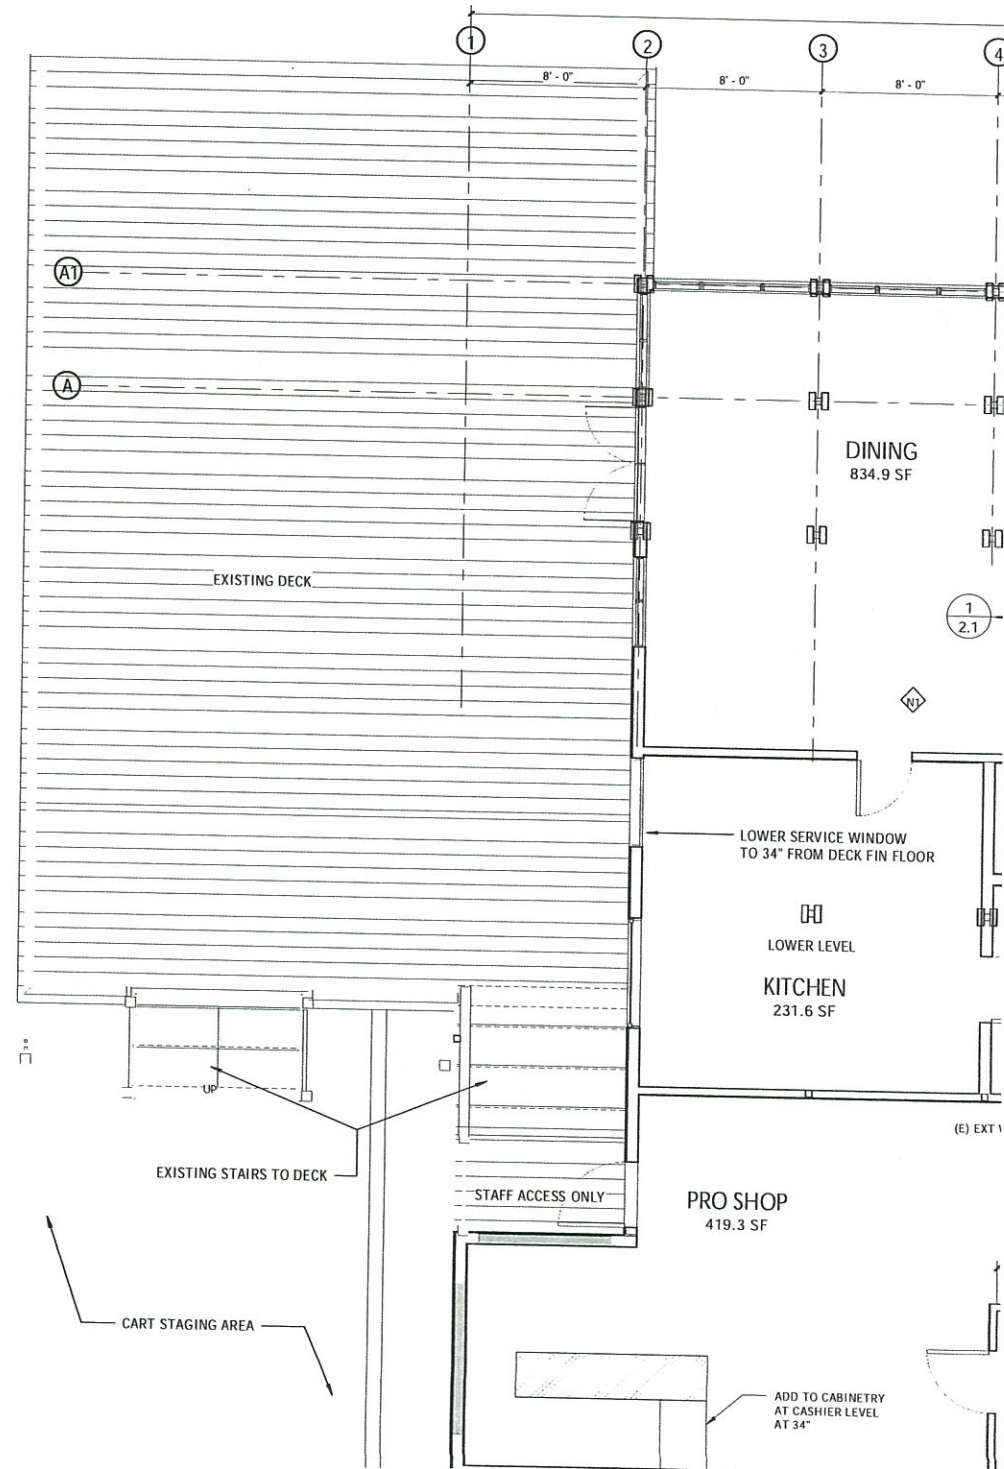 1
2
3
4
8' - 0"
8' - 0"
8' - 0"
A1
A
DINING
834.9 SF
EXISTING DECK
1
2.1
N1
LOWER SERVICE WINDOW
TO 34" FROM DECK FIN FLOOR
LOWER LEVEL
KITCHEN
231.6 SF
UP
(E) EXT
EXISTING STAIRS TO DECK
STAFF ACCESS ONLY
PRO SHOP
419.3 SF
CART STAGING AREA
ADD TO CABINETRY
AT CASHIER LEVEL
AT 34"